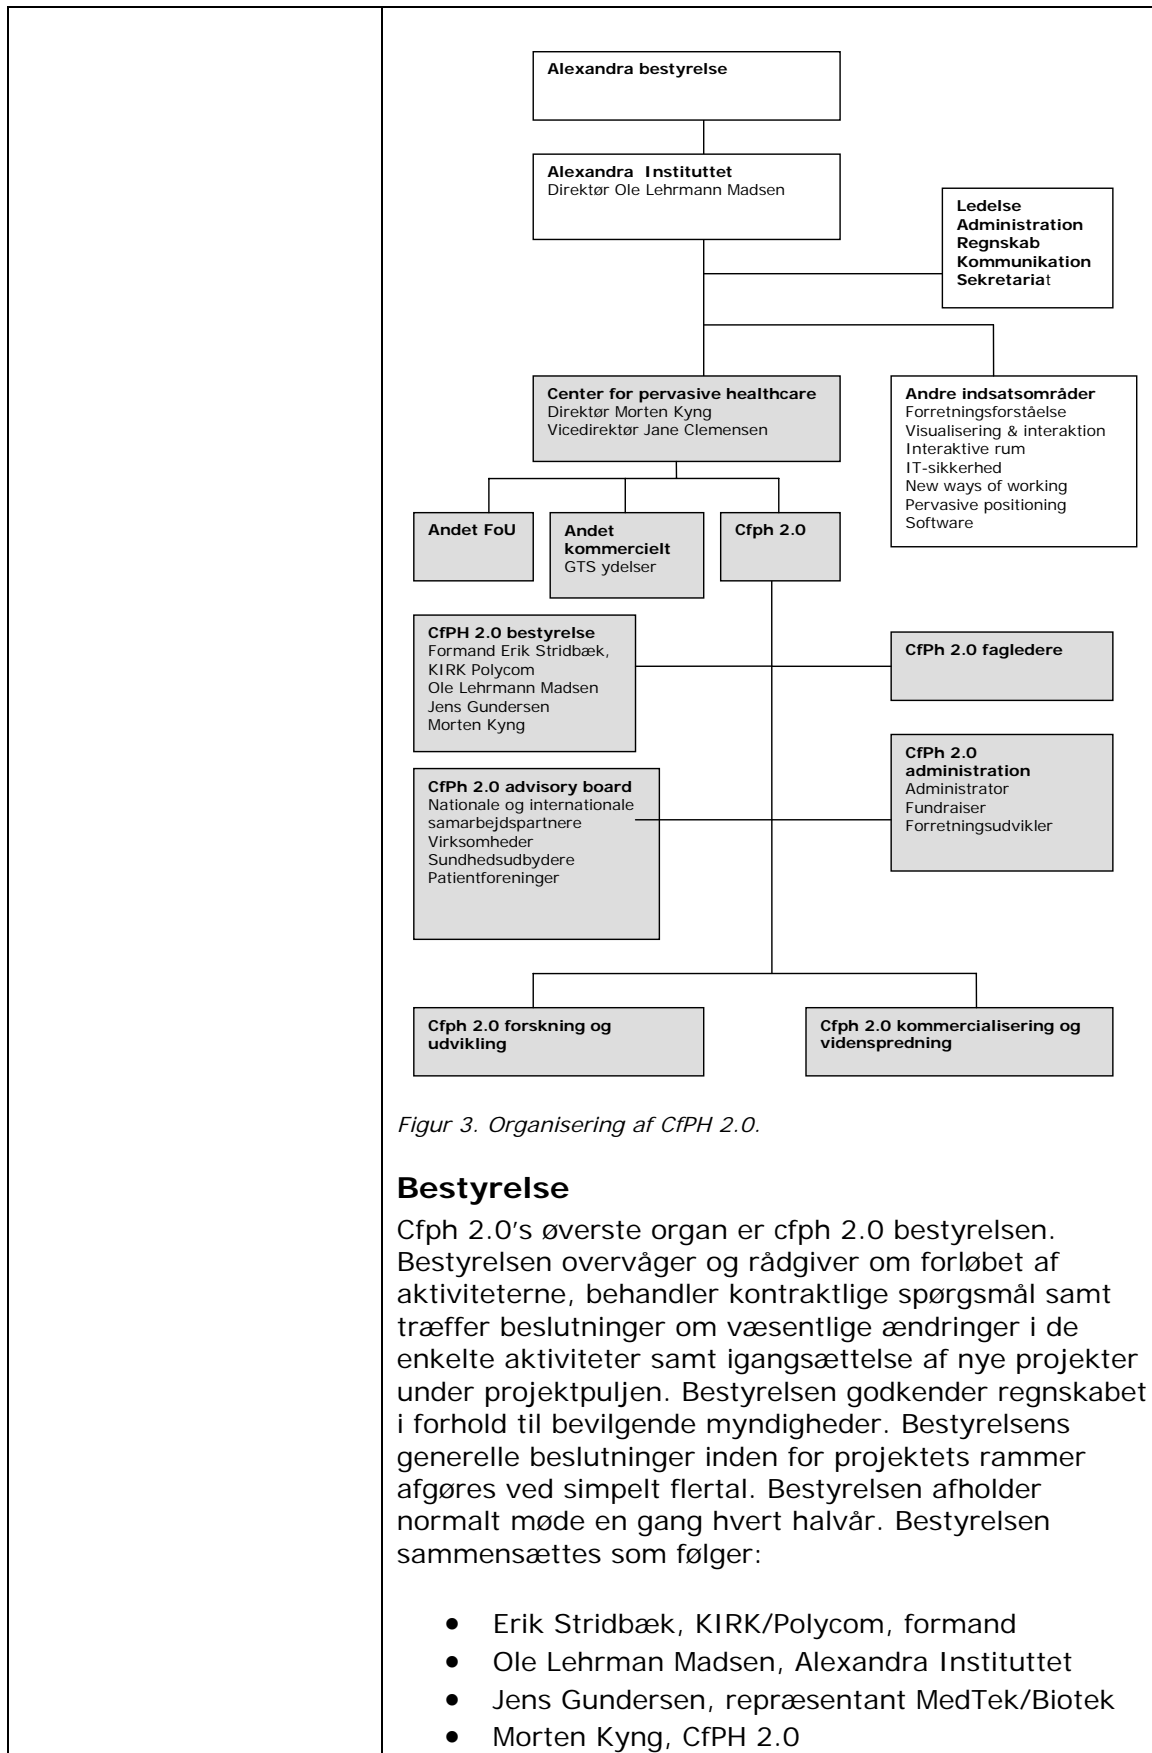 Alexandra bestyrelse
Alexandra Instituttet
Direktør Ole Lehrmann Madsen
Ledelse
Administration
Regnskab
Kommunikation
Sekretariat
Center for pervasive healthcare
Direktør Morten Kyng
Vicedirektør Jane Clemensen
Andre indsatsområder
Forretningsforståelse
Visualisering & interaktion
Interaktive rum
IT-sikkerhed
New ways of working
Pervasive positioning
Software
Andet FoU
Andet
kommercielt
GTS ydelser
Cfph 2.0
CfPH 2.0 bestyrelse
Formand Erik Stridbæk,
KIRK Polycom
Ole Lehrmann Madsen
Jens Gundersen
Morten Kyng
CfPh 2.0 fagledere
CfPh 2.0 advisory board
Nationale og internationale
samarbejdspartnere
Virksomheder
Sundhedsudbydere
Patientforeninger
CfPh 2.0
administration
Administrator
Fundraiser
Forretningsudvikler
Cfph 2.0 forskning og
udvikling
Cfph 2.0 kommercialisering og
videnspredning
Figur 3. Organisering af CfPH 2.0.
Bestyrelse
Cfph 2.0's øverste organ er cfph 2.0 bestyrelsen.
Bestyrelsen overvåger og rådgiver om forløbet af
aktiviteterne, behandler kontraktlige spørgsmål samt
træffer beslutninger om væsentlige ændringer i de
enkelte aktiviteter samt igangsættelse af nye projekter
under projektpuljen. Bestyrelsen godkender regnskabet
i forhold til bevilgende myndigheder. Bestyrelsens
generelle beslutninger inden for projektets rammer
afgøres ved simpelt flertal. Bestyrelsen afholder
normalt møde en gang hvert halvår. Bestyrelsen
sammensættes som følger:
• Erik Stridbæk, KIRK/Polycom, formand
• Ole Lehrman Madsen, Alexandra Instituttet
• Jens Gundersen, repræsentant MedTek/Biotek
• Morten Kyng, CfPH 2.0